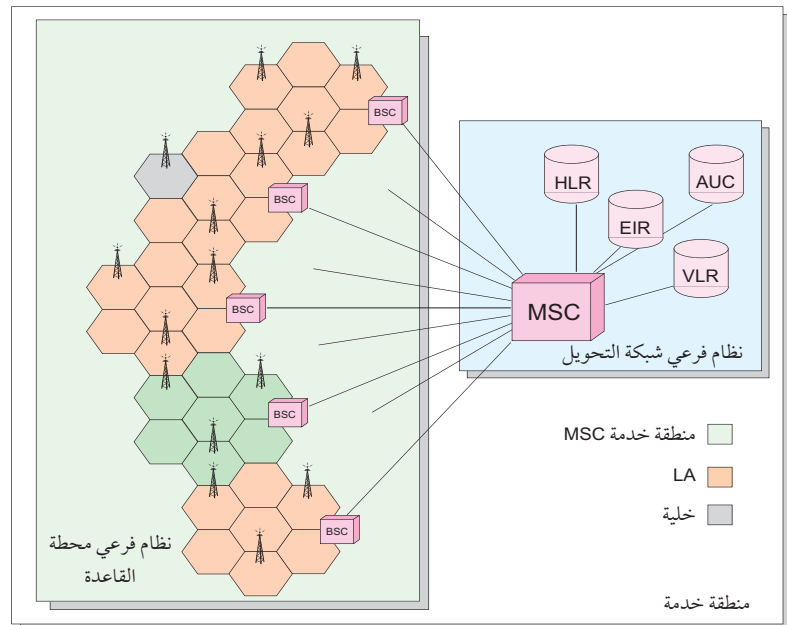 BSC
BSC
BSC
BSC
BSC
HLR
AUC
EIR
VLR
MSC
نظام فرعي شبكة التحويل
منطقة خدمة MSC
LA
خلية
نظام فرعي محطة
القاعدة
منطقة خدمة